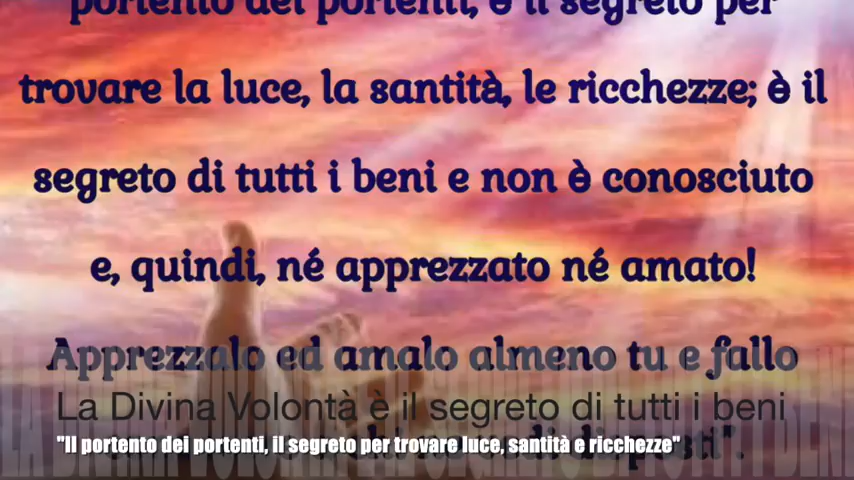 portento dei portenti, è il segreto per
trovare la luce, la santità, le ricchezze; è il
segreto di tutti i beni e non è conosciuto
e, quindi, né apprezzato né amato!
Apprezzalo ed amalo almeno tu e fallo
La Divina Volontà è il segreto di tutti i beni
"Il portento dei portenti, il segreto per trovare luce, santità e ricchezze"